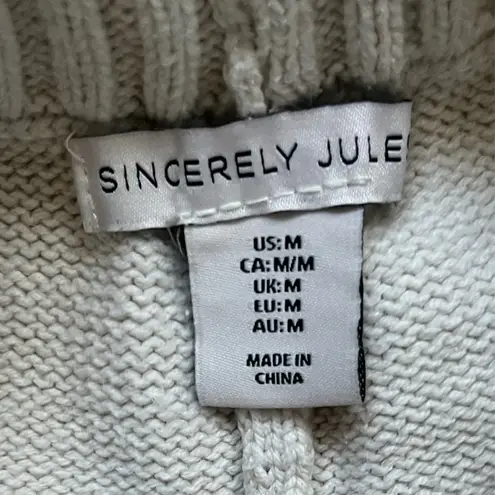 SINCERELY JULE
US: M
CA: M/M
UK: M
EU: M
AU: M
MADE IN
CHINA